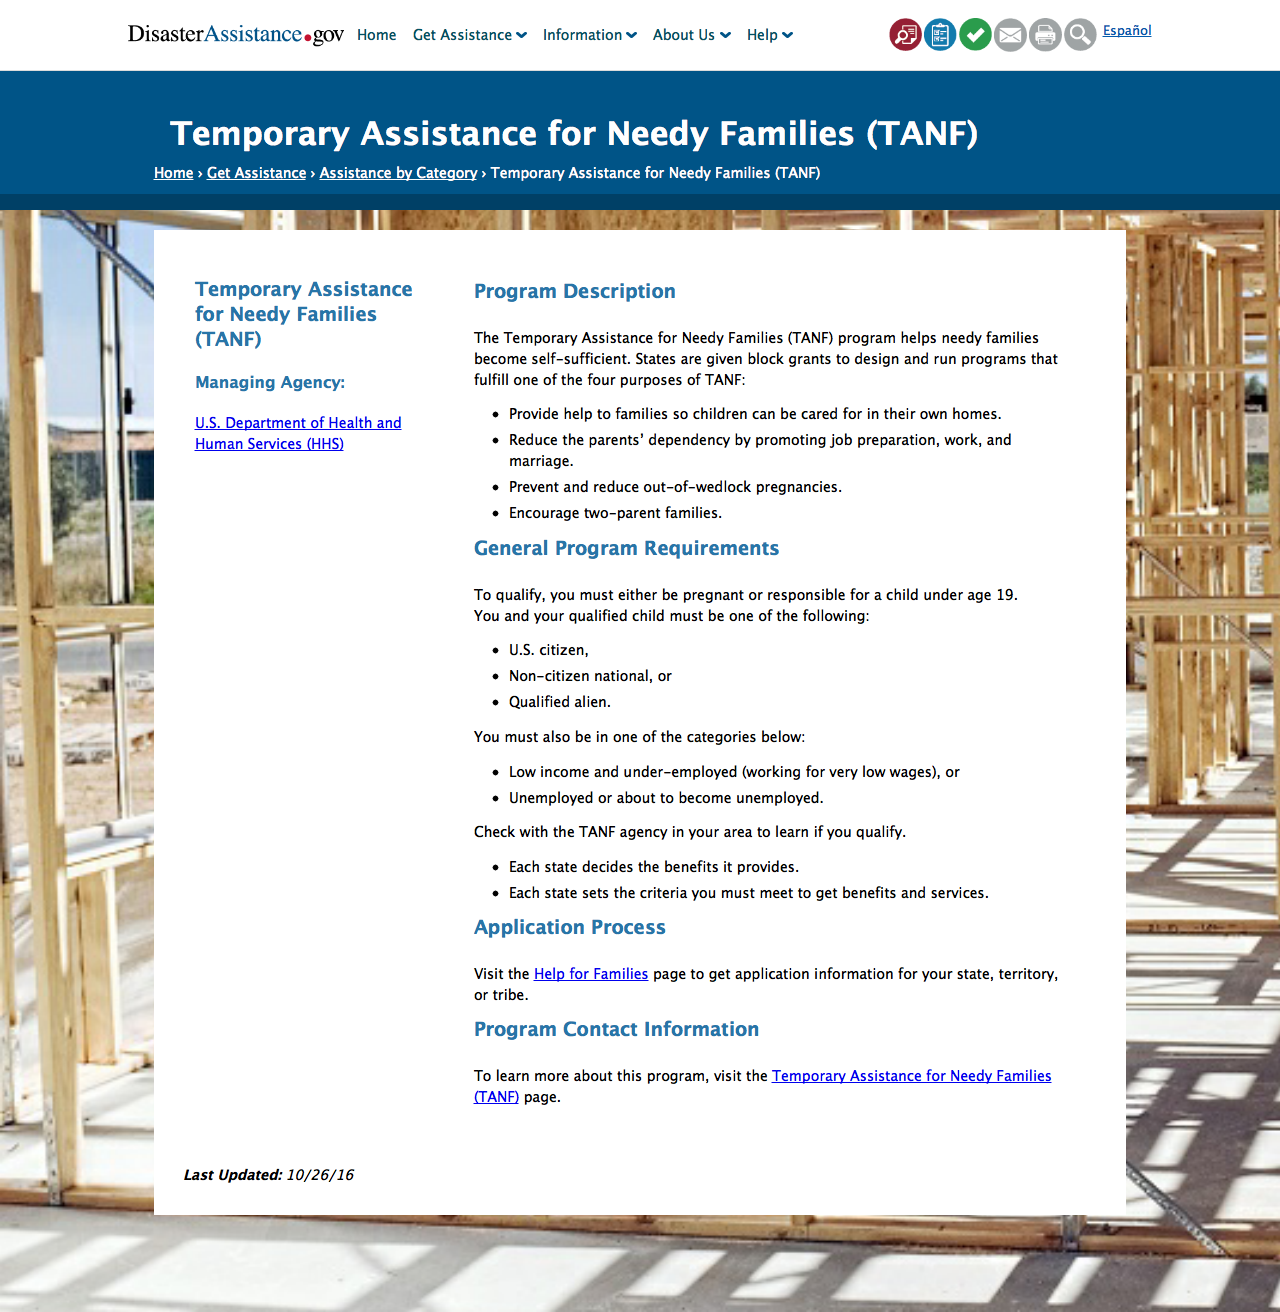 DisasterAssistance.gov Home Get Assistance Information About Us Help Español
Temporary Assistance for Needy Families (TANF)
Home › Get Assistance › Assistance by Category › Temporary Assistance for Needy Families (TANF)
Temporary Assistance
for Needy Families
(TANF)
Managing Agency:
U.S. Department of Health and
Human Services (HHS)
Program Description
The Temporary Assistance for Needy Families (TANF) program helps needy families
become self-sufficient. States are given block grants to design and run programs that
fulfill one of the four purposes of TANF:
• Provide help to families so children can be cared for in their own homes.
• Reduce the parents’ dependency by promoting job preparation, work, and
marriage.
• Prevent and reduce out-of-wedlock pregnancies.
• Encourage two-parent families.
General Program Requirements
To qualify, you must either be pregnant or responsible for a child under age 19.
You and your qualified child must be one of the following:
• U.S. citizen,
• Non-citizen national, or
• Qualified alien.
You must also be in one of the categories below:
• Low income and under-employed (working for very low wages), or
• Unemployed or about to become unemployed.
Check with the TANF agency in your area to learn if you qualify.
• Each state decides the benefits it provides.
• Each state sets the criteria you must meet to get benefits and services.
Application Process
Visit the Help for Families page to get application information for your state, territory,
or tribe.
Program Contact Information
To learn more about this program, visit the Temporary Assistance for Needy Families
(TANF) page.
Last Updated: 10/26/16